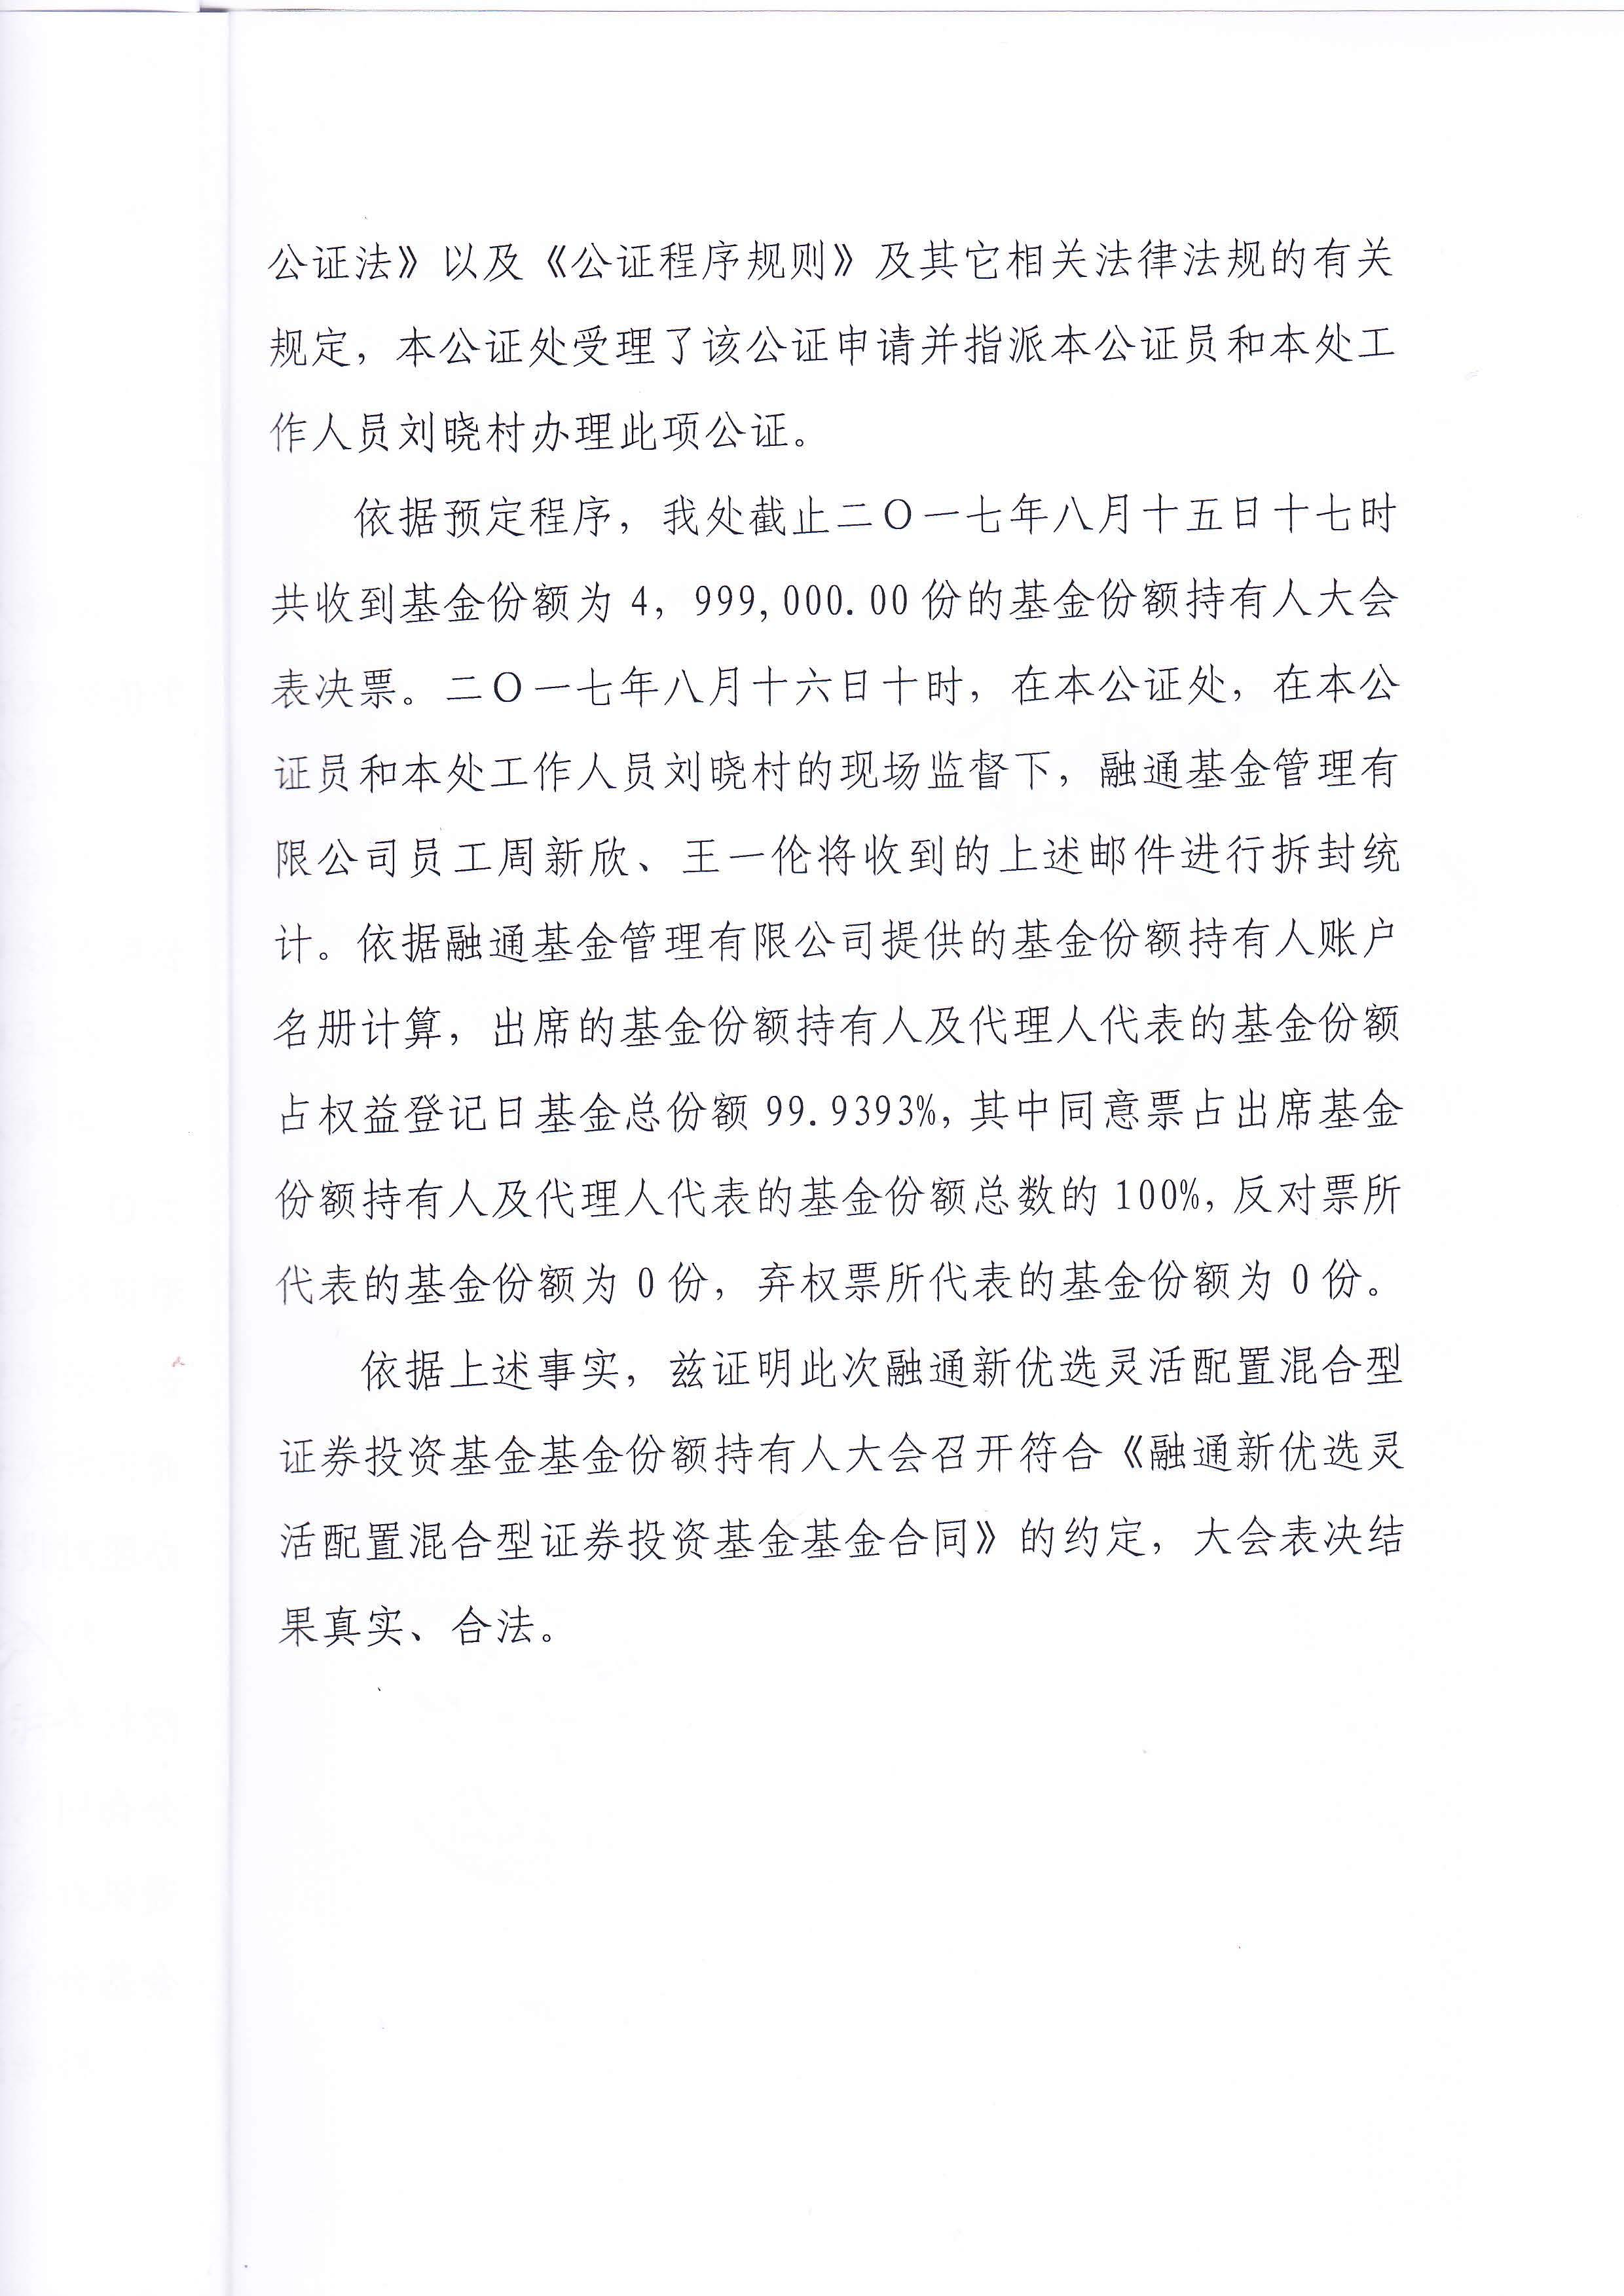 公证法》以及《公证程序规则》及其它相关法律法规的有关
规定，本公证处受理了该公证申请并指派本公证员和本处工
作人员刘晓村办理此项公证。
依据预定程序，我处截止二〇一七年八月十五日十七时
共收到基金份额为 4, 999,000.00 份的基金份额持有人大会
表决票。二〇一七年八月十六日十时，在本公证处，在本公
证员和本处工作人员刘晓村的现场监督下，融通基金管理有
限公司员工周新欣、王一伦将收到的上述邮件进行拆封统
计。依据融通基金管理有限公司提供的基金份额持有人账户
名册计算，出席的基金份额持有人及代理人代表的基金份额
占权益登记日基金总份额 99.9393%,其中同意票占出席基金
份额持有人及代理人代表的基金份额总数的 100%,反对票所
代表的基金份额为 0 份，弃权票所代表的基金份额为 0 份。
依据上述事实，兹证明此次融通新优选灵活配置混合型
证券投资基金基金份额持有人大会召开符合《融通新优选灵
活配置混合型证券投资基金基金合同》的约定，大会表决结
果真实、合法。